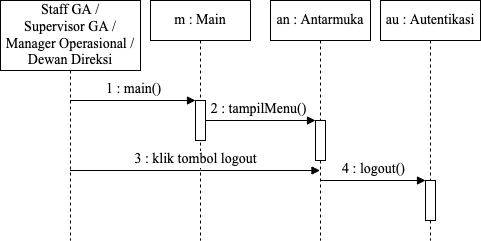 Staff GA /
Supervisor GA /
Manager Operasional /
Dewan Direksi
m : Main
an : Antarmuka
au : Autentikasi
1 : main()
2 : tampilMenu()
3 : klik tombol logout
4 : logout()